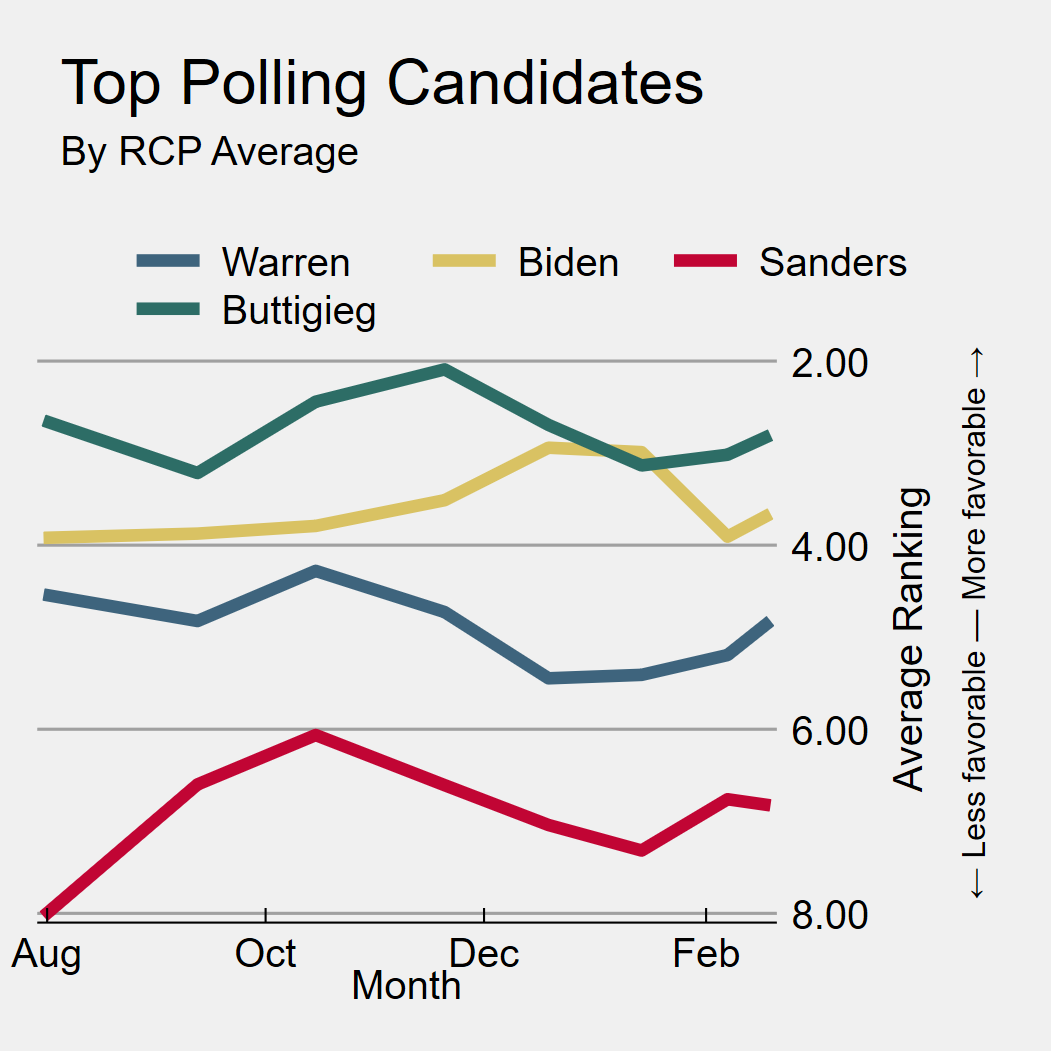 Top Polling Candidates
By RCP Average
Warren Biden Sanders
Buttigieg
2.00
4.00
6.00
8.00
Average Ranking
← Less favorable — More favorable →
Aug Oct Dec Feb
Month